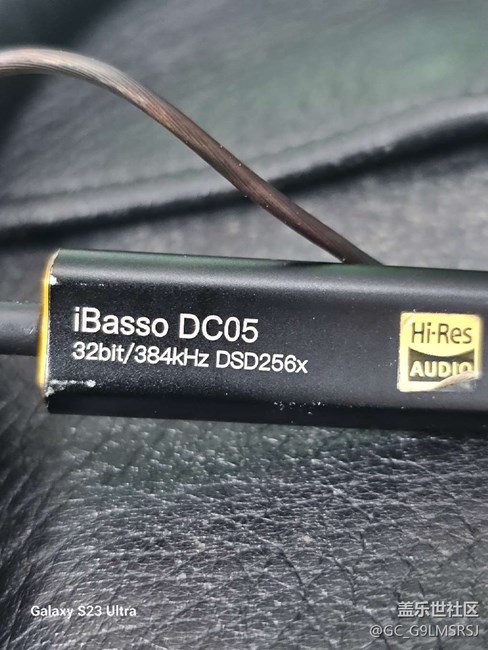 iBasso DC05
32bit/384kHz DSD256x
Hi-Res
AUDIO
Galaxy S23 Ultra
盖乐世社区
@GC_G9LMSRSJ